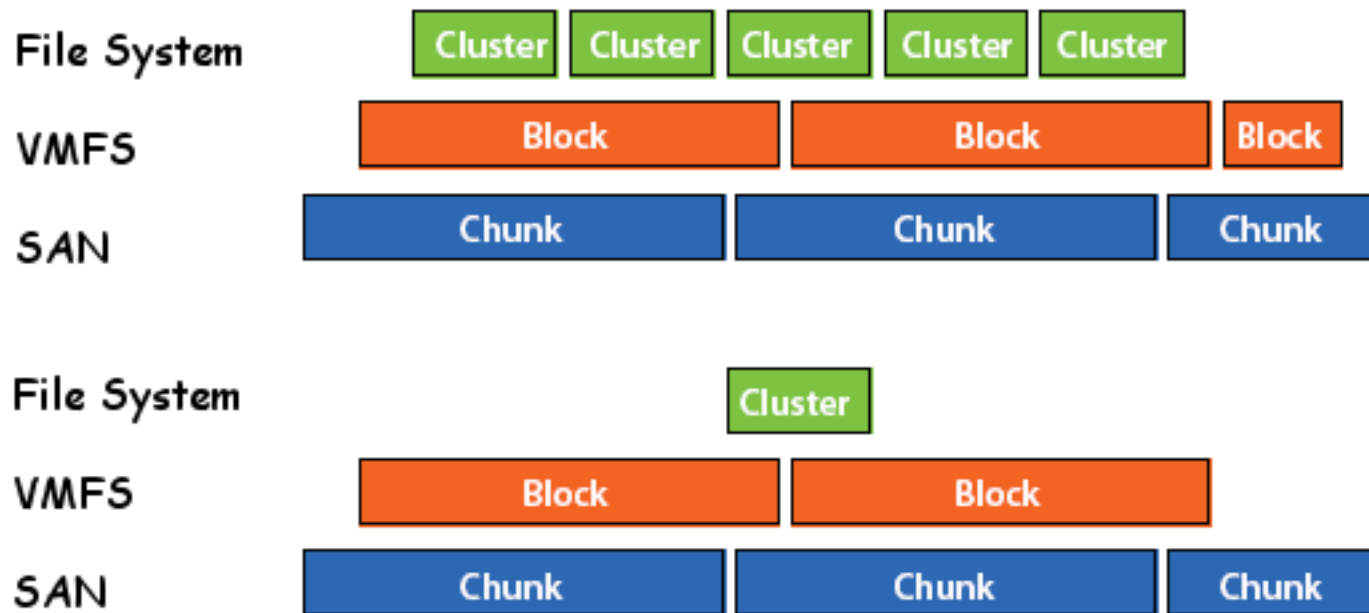 File System Cluster Cluster Cluster Cluster Cluster
VMFS Block Block Block
SAN Chunk Chunk Chunk
File System Cluster
VMFS Block Block
SAN Chunk Chunk Chunk